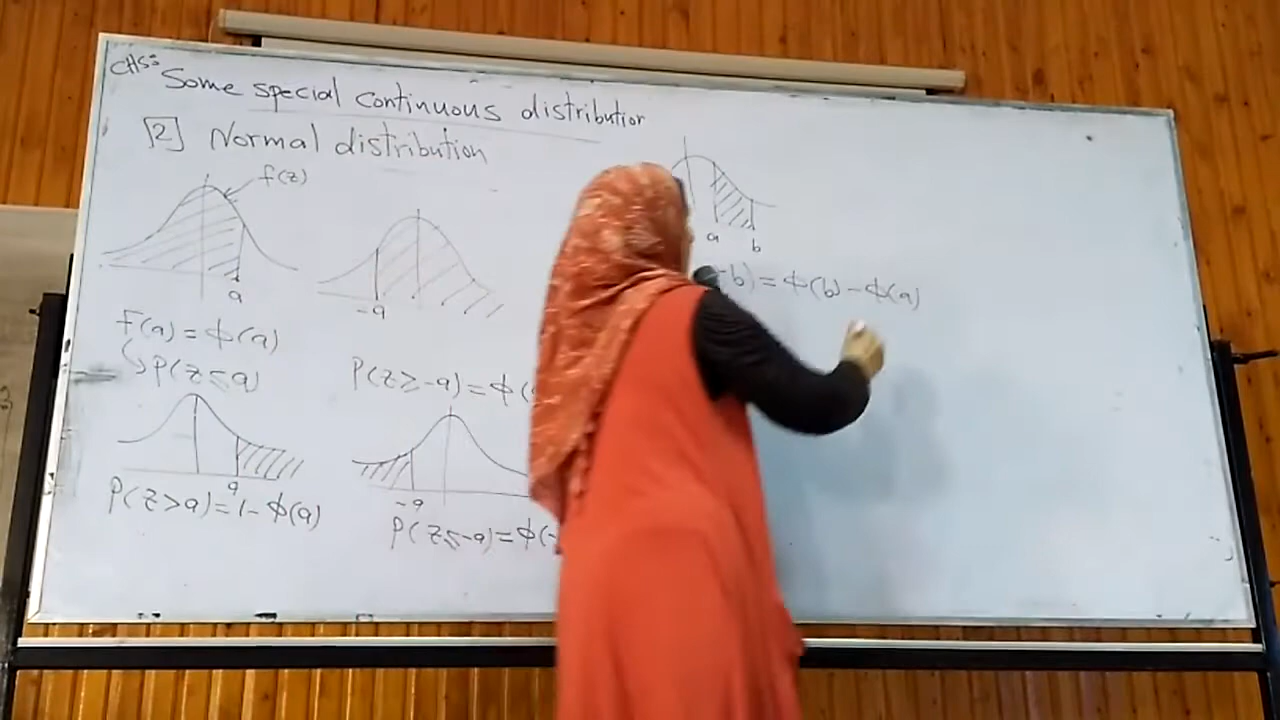 CH5: Some special continuous distribution
[2] Normal distribution
f(z)
a
F(a) = ф(a)
P(z ≤ a)
-a
P(z ≥ -a) = ф(
a
P(z > a) = 1 - ф(a)
-a
P(z ≤ -a) = ф(-
a b
b) = ф(b) - ф(a)